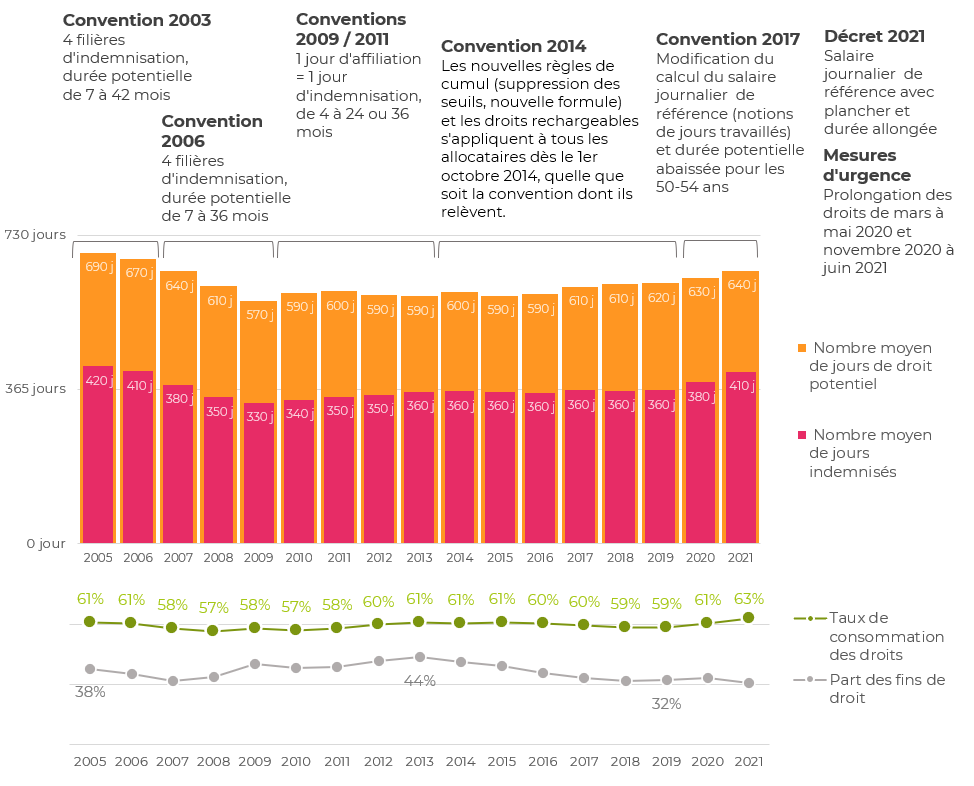 Convention 2003
4 filières
d'indemnisation,
durée potentielle
de 7 à 42 mois
Convention
2006
4 filières
d'indemnisation,
durée potentielle
de 7 à 36 mois
Conventions
2009 / 2011
1 jour d'affiliation
= 1 jour
d'indemnisation,
de 4 à 24 ou 36
mois
Convention 2014
Les nouvelles règles de
cumul (suppression des
seuils, nouvelle formule)
et les droits rechargeables
s'appliquent à tous les
allocataires dès le 1er
octobre 2014, quelle que
soit la convention dont ils
relèvent.
Convention 2017
Modification du
calcul du salaire
journalier de
référence (notions
de jours travaillés)
et durée potentielle
abaissée pour les
50-54 ans
Décret 2021
Salaire
journalier de
référence avec
plancher et
durée allongée
Mesures
d'urgence
Prolongation des
droits de mars à
mai 2020 et
novembre 2020 à
juin 2021
730 jours
690 j 670 j 640 j 610 j 570 j 590 j 600 j 590 j 590 j 600 j 590 j 590 j 610 j 610 j 620 j 630 j 640 j
365 jours
420 j 410 j 380 j 350 j 330 j 340 j 350 j 350 j 360 j 360 j 360 j 360 j 360 j 360 j 360 j 380 j 410 j
0 jour
2005 2006 2007 2008 2009 2010 2011 2012 2013 2014 2015 2016 2017 2018 2019 2020 2021
Nombre moyen
de jours de droit
potentiel
Nombre moyen
de jours
indemnisés
61% 61% 58% 57% 58% 57% 58% 60% 61% 61% 61% 60% 60% 59% 59% 61% 63%
38% 44% 32%
Taux de
consommation
des droits
Part des fins de
droit
2005 2006 2007 2008 2009 2010 2011 2012 2013 2014 2015 2016 2017 2018 2019 2020 2021